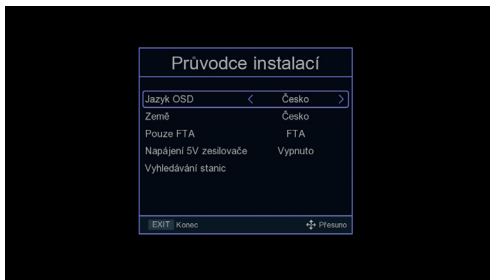 Průvodce instalací
Jazyk OSD < Česko >
Země Česko
Pouze FTA FTA
Napájení 5V zesilovače Vypnuto
Vyhledávání stanic
EXIT Konec Přesuno